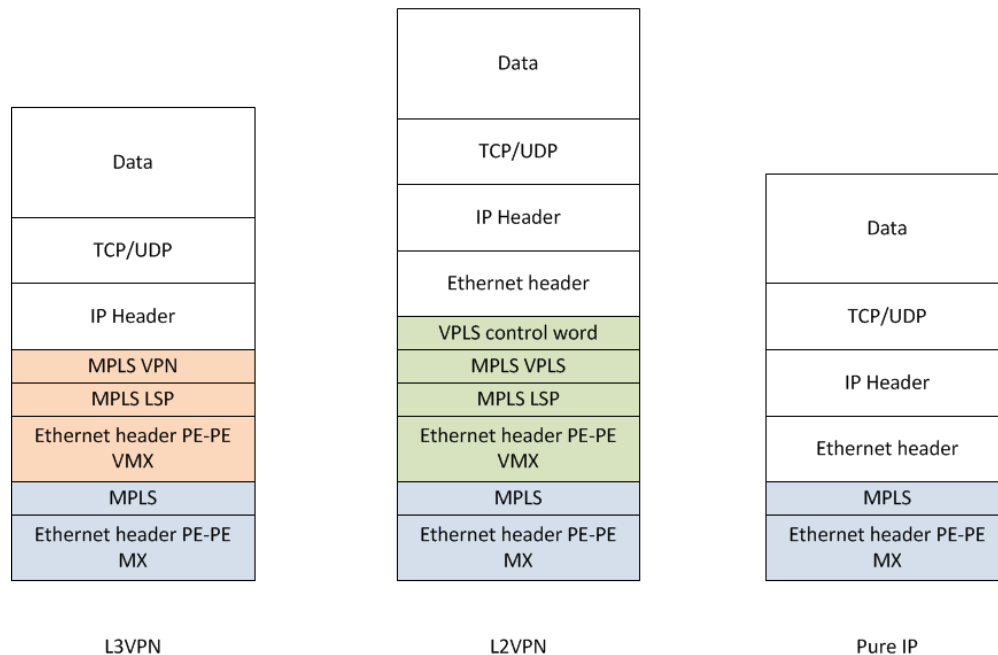 Data
TCP/UDP
IP Header
MPLS VPN
MPLS LSP
Ethernet header PE-PE
VMX
MPLS
Ethernet header PE-PE
MX
L3VPN
Data
TCP/UDP
IP Header
Ethernet header
VPLS control word
MPLS VPLS
MPLS LSP
Ethernet header PE-PE
VMX
MPLS
Ethernet header PE-PE
MX
L2VPN
Data
TCP/UDP
IP Header
Ethernet header
MPLS
Ethernet header PE-PE
MX
Pure IP